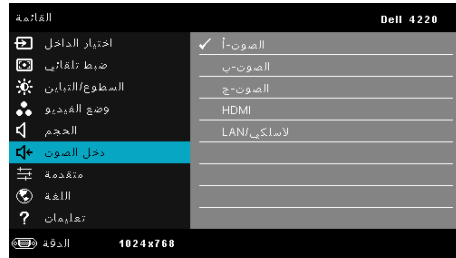 القائمة
Dell 4220
اختيار الداخل
ضبط تلقائي
السطوع/التباين
وضع الفيديو
الحجم
دخل الصوت
متقدمة
اللغة
تعليمات
الصوت-أ
الصوت-ب
الصوت-ج
HDMI
لاسلكي/LAN
الدقة 1024x768